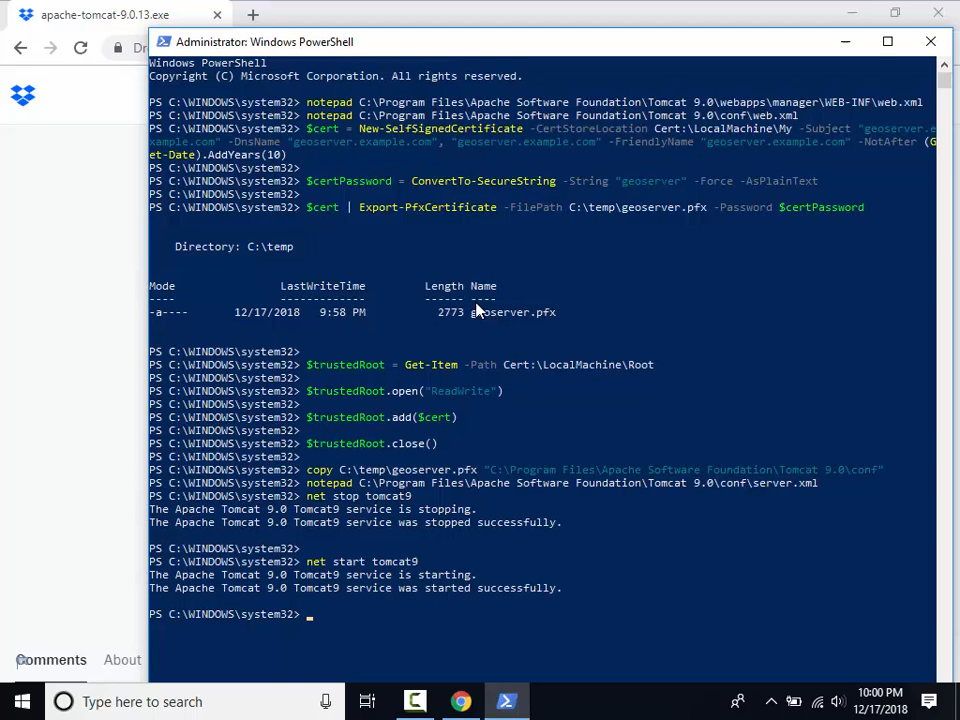 apache-tomcat-9.0.13.exe
Administrator: Windows PowerShell
Windows PowerShell
Copyright (C) Microsoft Corporation. All rights reserved.
PS C:\WINDOWS\system32> notepad C:\Program Files\Apache Software Foundation\Tomcat 9.0\webapps\manager\WEB-INF\web.xml
PS C:\WINDOWS\system32> notepad C:\Program Files\Apache Software Foundation\Tomcat 9.0\conf\web.xml
PS C:\WINDOWS\system32> $cert = New-SelfSignedCertificate -CertStoreLocation Cert:\LocalMachine\My -Subject "geoserver.e
xample.com" -DnsName "geoserver.example.com", "geoserver.example.com" -FriendlyName "geoserver.example.com" -NotAfter (G
et-Date).AddYears(10)
PS C:\WINDOWS\system32>
PS C:\WINDOWS\system32> $certPassword = ConvertTo-SecureString -String "geoserver" -Force -AsPlainText
PS C:\WINDOWS\system32>
PS C:\WINDOWS\system32> $cert | Export-PfxCertificate -FilePath C:\temp\geoserver.pfx -Password $certPassword
Directory: C:\temp
Mode LastWriteTime Length Name
---- ------------- ------ ----
-a---- 12/17/2018 9:58 PM 2773 geoserver.pfx
PS C:\WINDOWS\system32>
PS C:\WINDOWS\system32> $trustedRoot = Get-Item -Path Cert:\LocalMachine\Root
PS C:\WINDOWS\system32>
PS C:\WINDOWS\system32> $trustedRoot.open("ReadWrite")
PS C:\WINDOWS\system32>
PS C:\WINDOWS\system32> $trustedRoot.add($cert)
PS C:\WINDOWS\system32>
PS C:\WINDOWS\system32> $trustedRoot.close()
PS C:\WINDOWS\system32>
PS C:\WINDOWS\system32> copy C:\temp\geoserver.pfx "C:\Program Files\Apache Software Foundation\Tomcat 9.0\conf"
PS C:\WINDOWS\system32> notepad C:\Program Files\Apache Software Foundation\Tomcat 9.0\conf\server.xml
PS C:\WINDOWS\system32> net stop tomcat9
The Apache Tomcat 9.0 Tomcat9 service is stopping.
The Apache Tomcat 9.0 Tomcat9 service was stopped successfully.
PS C:\WINDOWS\system32>
PS C:\WINDOWS\system32> net start tomcat9
The Apache Tomcat 9.0 Tomcat9 service is starting.
The Apache Tomcat 9.0 Tomcat9 service was started successfully.
PS C:\WINDOWS\system32>
Comments About
Type here to search
10:00 PM
12/17/2018